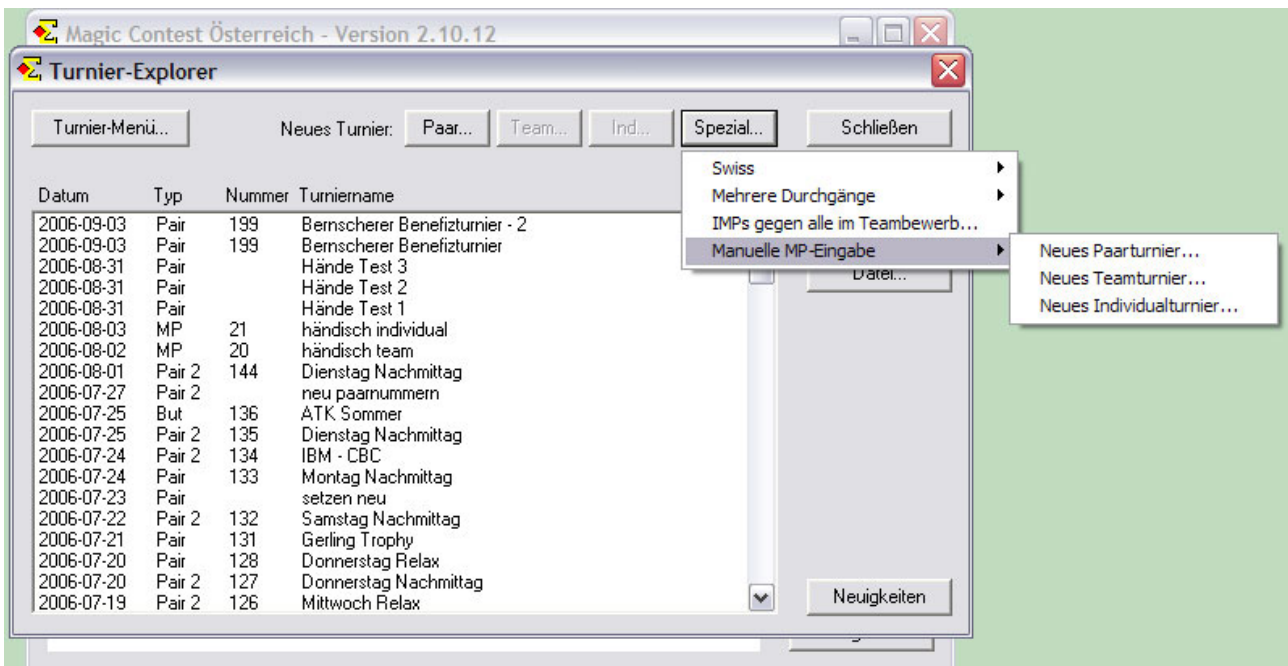 Magic Contest Österreich - Version 2.10.12
Turnier-Explorer
Turnier-Menü... Neues Turnier: Paar... Team... Ind... Spezial... Schließen
Swiss
Mehrere Durchgänge
IMPs gegen alle im Teambewerb...
Manuelle MP-Eingabe
Neues Paarturnier...
Neues Teamturnier...
Neues Individualturnier...
Datei...
Datum Typ Nummer Turniername
2006-09-03 Pair 199 Bernscherer Benefizturnier - 2
2006-09-03 Pair 199 Bernscherer Benefizturnier
2006-08-31 Pair Hände Test 3
2006-08-31 Pair Hände Test 2
2006-08-31 Pair Hände Test 1
2006-08-03 MP 21 händisch individual
2006-08-02 MP 20 händisch team
2006-08-01 Pair 2 144 Dienstag Nachmittag
2006-07-27 Pair 2 neu paarnummern
2006-07-25 But 136 ATK Sommer
2006-07-25 Pair 2 135 Dienstag Nachmittag
2006-07-24 Pair 2 134 IBM - CBC
2006-07-24 Pair 133 Montag Nachmittag
2006-07-23 Pair setzen neu
2006-07-22 Pair 2 132 Samstag Nachmittag
2006-07-21 Pair 131 Gerling Trophy
2006-07-20 Pair 128 Donnerstag Relax
2006-07-20 Pair 2 127 Donnerstag Nachmittag
2006-07-19 Pair 2 126 Mittwoch Relax
Neuigkeiten